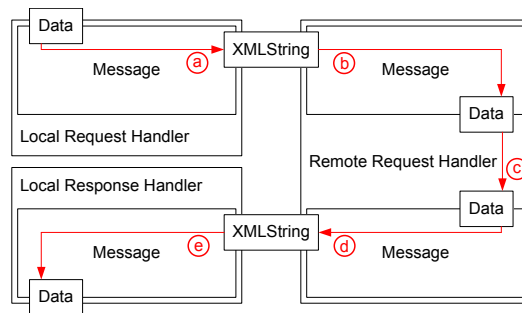 Data
XMLString
a
b
Message
Message
Data
Local Request Handler
Remote Request Handler
c
Local Response Handler
Data
XMLString
e
d
Message
Message
Data